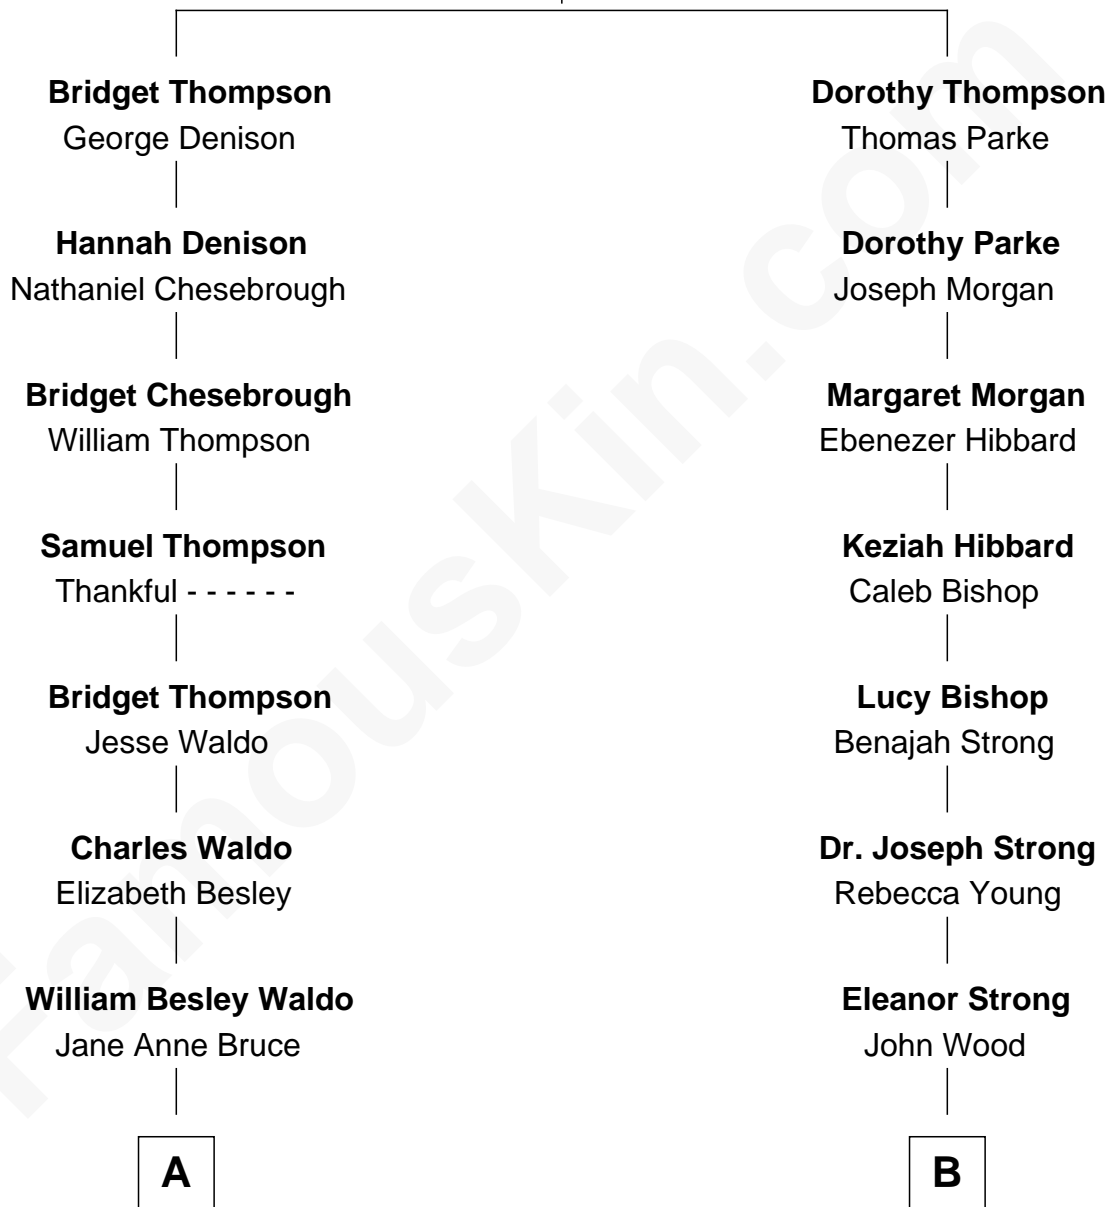 Bridget Thompson
George Denison
Dorothy Thompson
Thomas Parke
Hannah Denison
Nathaniel Chesebrough
Dorothy Parke
Joseph Morgan
Bridget Chesebrough
William Thompson
Margaret Morgan
Ebenezer Hibbard
Samuel Thompson
Thankful - - - - - -
Keziah Hibbard
Caleb Bishop
Bridget Thompson
Jesse Waldo
Lucy Bishop
Benajah Strong
Charles Waldo
Elizabeth Besley
Dr. Joseph Strong
Rebecca Young
William Besley Waldo
Jane Anne Bruce
Eleanor Strong
John Wood
A
B
FamousKin.com